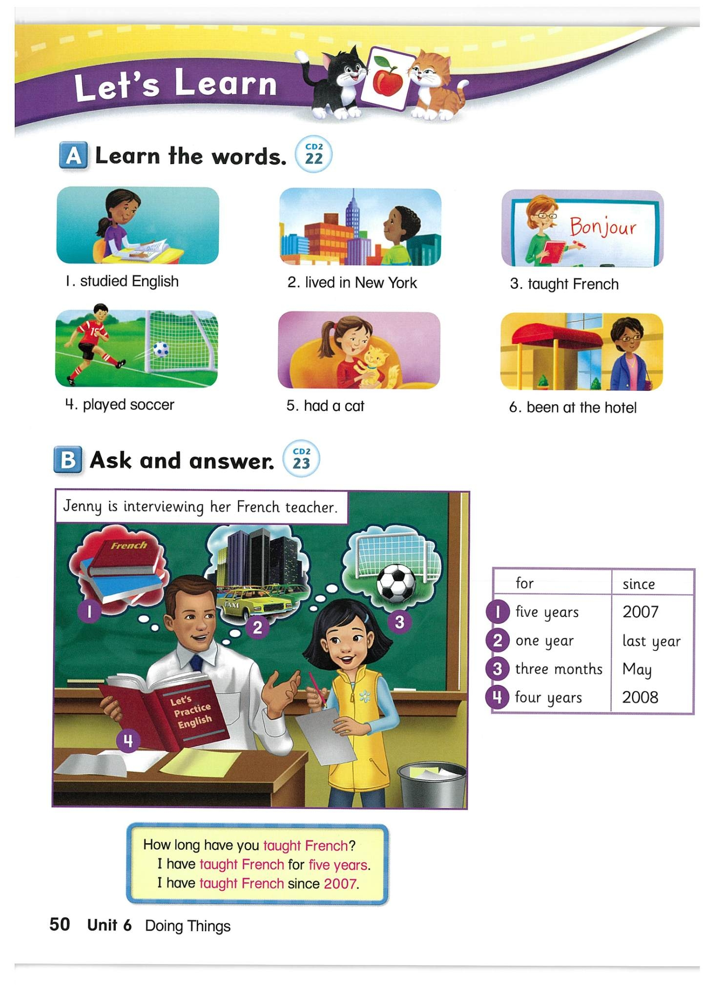 Let's Learn
A Learn the words. CD2 22
Bonjour
1. studied English
2. lived in New York
3. taught French
15
4. played soccer
5. had a cat
6. been at the hotel
B Ask and answer. CD2 23
Jenny is interviewing her French teacher.
French
TAXI
1
2
3
Let's
Practice
English
4
for since
1 five years 2007
2 one year last year
3 three months May
4 four years 2008
How long have you taught French?
I have taught French for five years.
I have taught French since 2007.
50 Unit 6 Doing Things